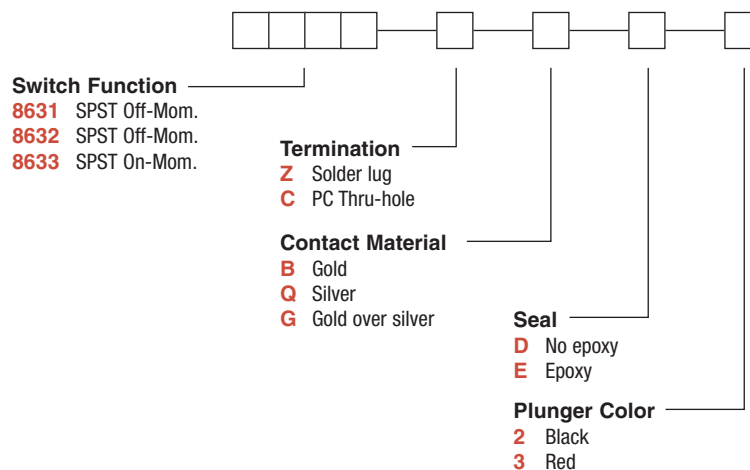 Switch Function
8631 SPST Off-Mom.
8632 SPST Off-Mom.
8633 SPST On-Mom.
Termination
Z Solder lug
C PC Thru-hole
Contact Material
B Gold
Q Silver
G Gold over silver
Seal
D No epoxy
E Epoxy
Plunger Color
2 Black
3 Red